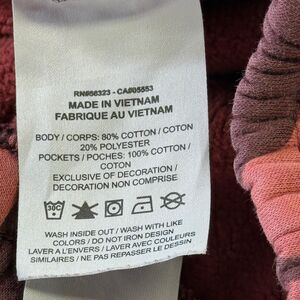 RN#56323 - CA#05553
MADE IN VIETNAM
FABRIQUE AU VIETNAM
BODY / CORPS: 80% COTTON / COTON
20% POLYESTER
POCKETS / POCHES: 100% COTTON /
COTON
EXCLUSIVE OF DECORATION /
DECORATION NON COMPRISE
30C
WASH INSIDE OUT / WASH WITH LIKE
COLORS / DO NOT IRON DESIGN
LAVER A L'ENVERS / LAVER AVEC COULEURS
SIMILAIRES / NE PAS REPASSER LE DESSIN